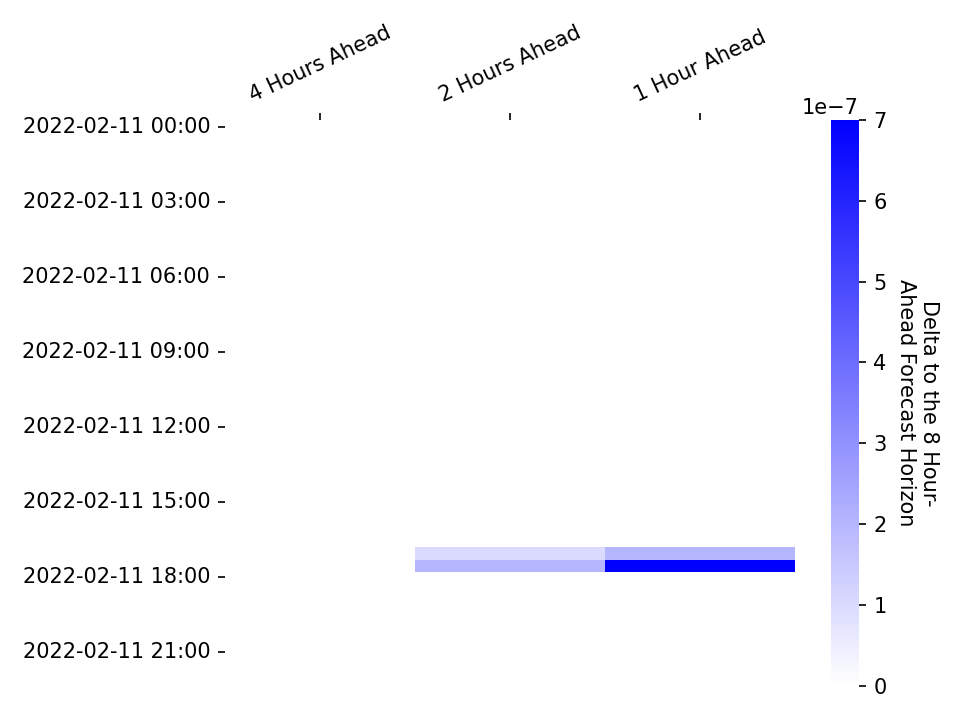 4 Hours Ahead
2 Hours Ahead
1 Hour Ahead
1e−7
2022-02-11 00:00
2022-02-11 03:00
2022-02-11 06:00
2022-02-11 09:00
2022-02-11 12:00
2022-02-11 15:00
2022-02-11 18:00
2022-02-11 21:00
7
6
5
4
3
2
1
0
Delta to the 8 Hour-
Ahead Forecast Horizon